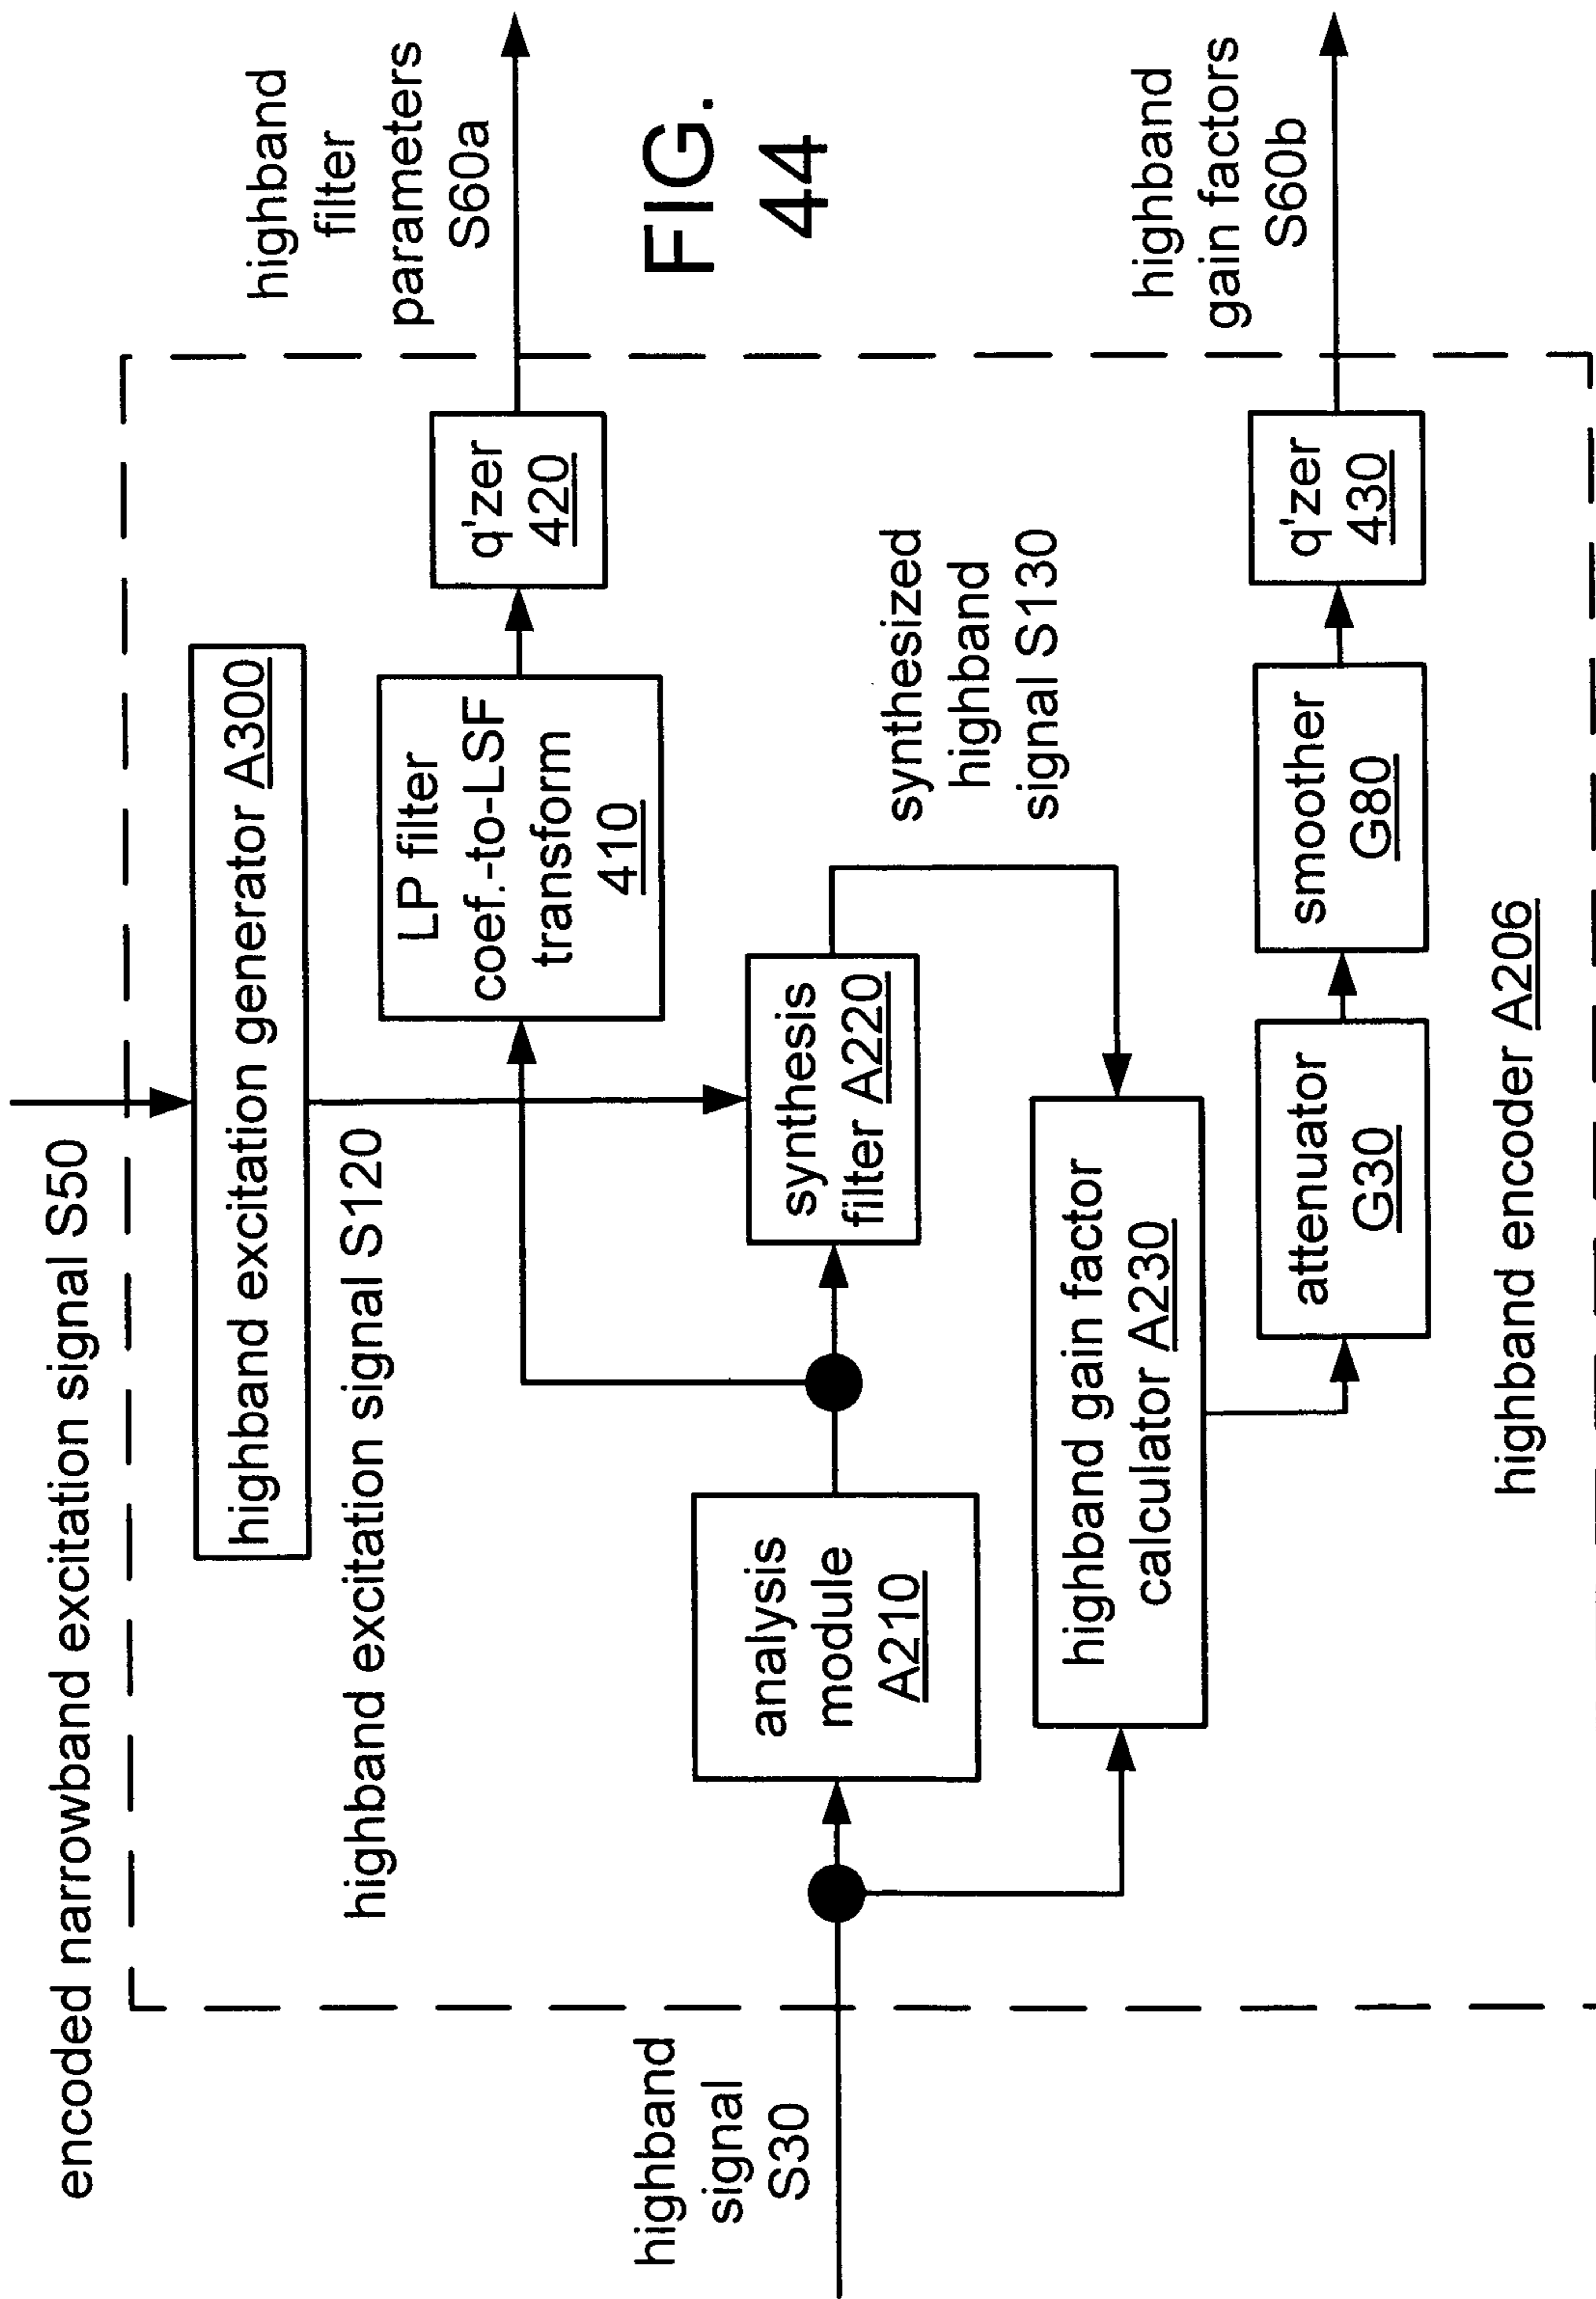 encoded narrowband excitation signal S50
highband excitation generator A300
highband excitation signal S120
highband
filter
parameters
S60a
LP filter
coef.-to-LSF
transform
410
q'zer
420
FIG.
44
highband
signal
S30
analysis
module
A210
synthesis
filter A220
synthesized
highband
signal S130
highband gain factor
calculator A230
attenuator
G30
smoother
G80
q'zer
430
highband
gain factors
S60b
highband encoder A206